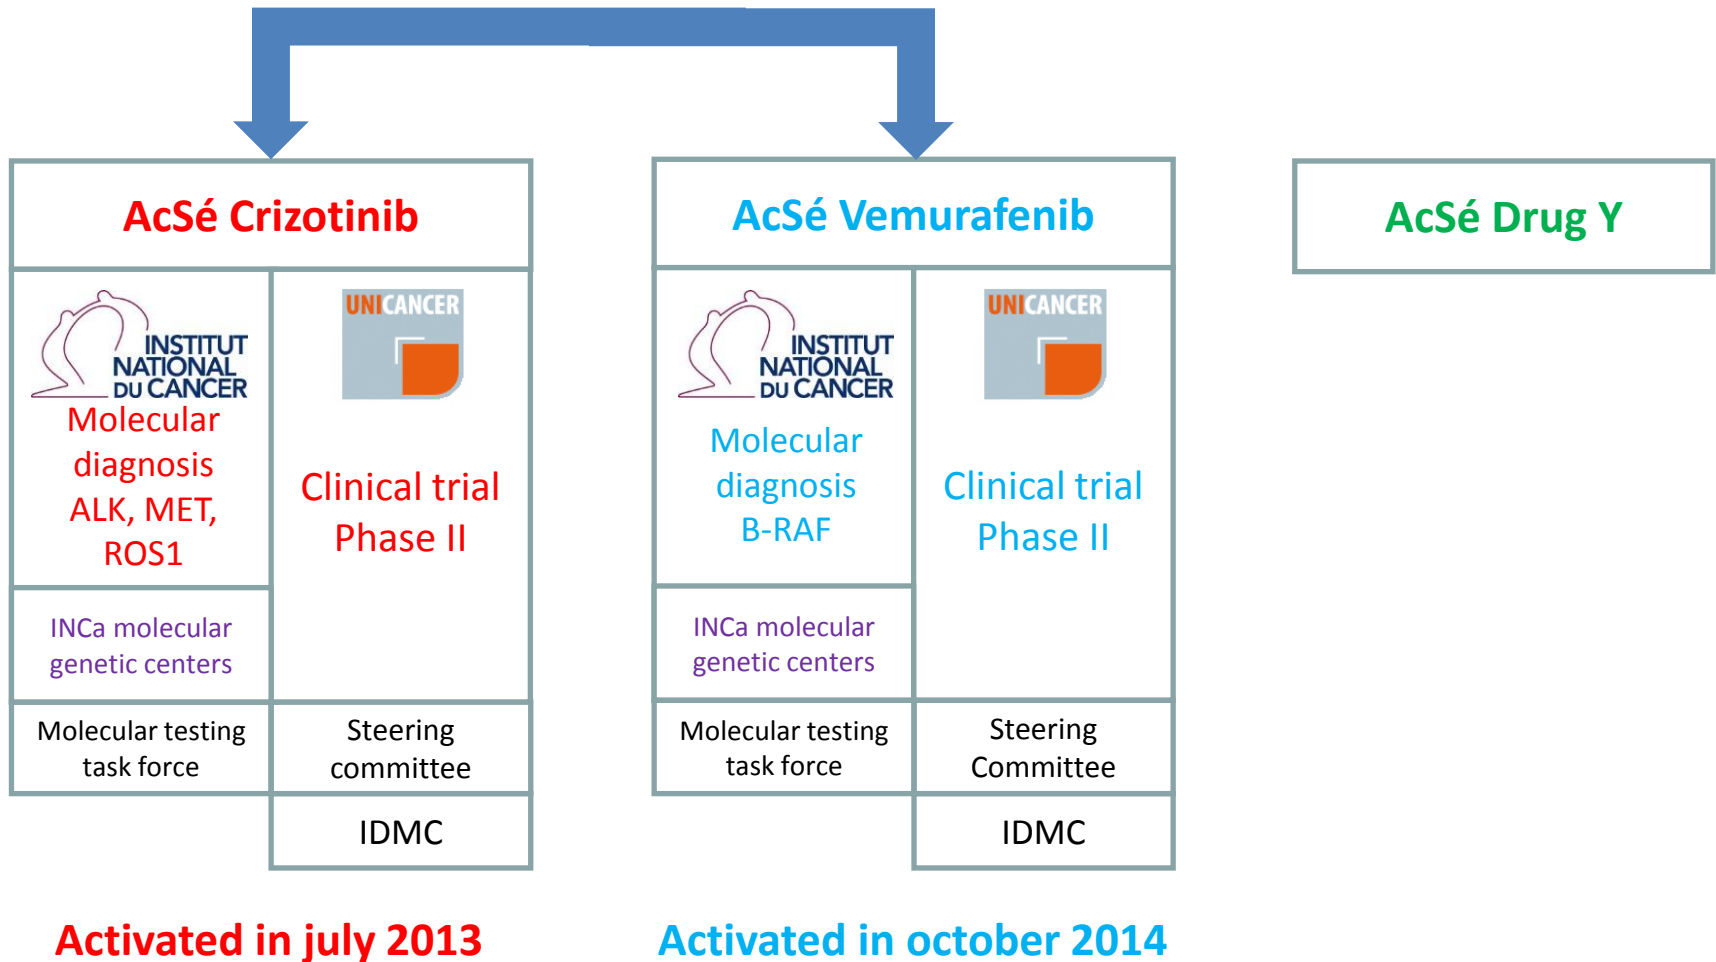 AcSé Crizotinib
INSTITUT
NATIONAL
DU CANCER
Molecular
diagnosis
ALK, MET,
ROS1
UNICANCER
Clinical trial
Phase II
INCa molecular
genetic centers
Molecular testing
task force
Steering
committee
IDMC
Activated in july 2013
AcSé Vemurafenib
INSTITUT
NATIONAL
DU CANCER
Molecular
diagnosis
B-RAF
UNICANCER
Clinical trial
Phase II
INCa molecular
genetic centers
Molecular testing
task force
Steering
Committee
IDMC
Activated in october 2014
AcSé Drug Y